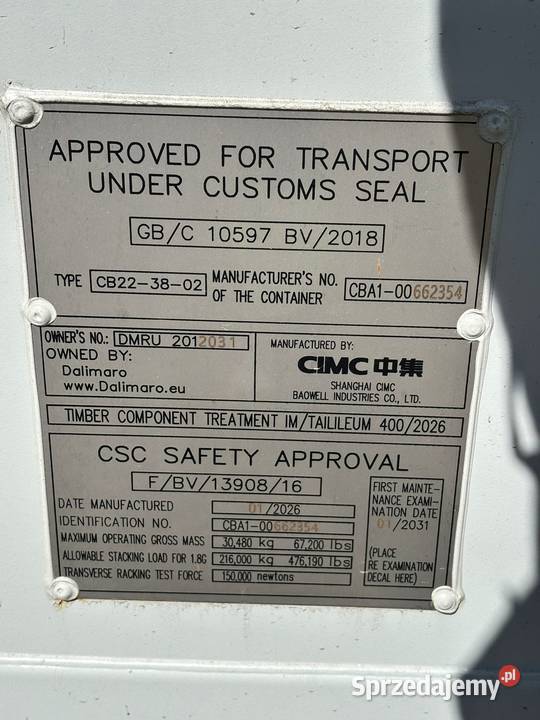 APPROVED FOR TRANSPORT
UNDER CUSTOMS SEAL
GB/C 10597 BV/2018
TYPE CB22-38-02 MANUFACTURER'S NO. OF THE CONTAINER CBA1-00662354
OWNER'S NO.: DMRU 2012031
OWNED BY:
Dalimaro
www.Dalimaro.eu
MANUFACTURED BY:
CIMC中集
SHANGHAI CIMC
BAOWELL INDUSTRIES CO., LTD.
TIMBER COMPONENT TREATMENT IM/TAILILEUM 400/2026
CSC SAFETY APPROVAL
F/BV/13908/16
DATE MANUFACTURED 01/2026
IDENTIFICATION NO. CBA1-00662354
MAXIMUM OPERATING GROSS MASS 30,480 kg 67,200 lbs
ALLOWABLE STACKING LOAD FOR 1.8G 216,000 kg 476,190 lbs
TRANSVERSE RACKING TEST FORCE 150,000 newtons
FIRST MAINTE-
NANCE EXAMI-
NATION DATE
01/2031
(PLACE
RE EXAMINATION
DECAL HERE)
Sprzedajemy.pl